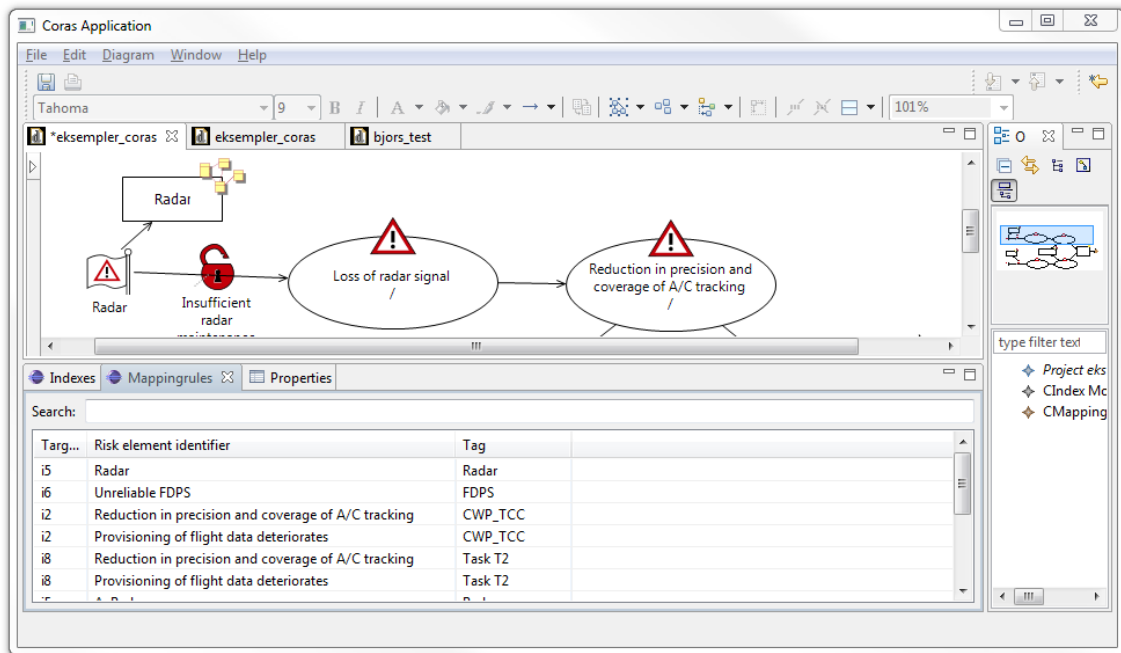 Coras Application
File Edit Diagram Window Help
Tahoma 9 B I A 101%
*eksempler_coras eksempler_coras bjors_test O
Radar
Loss of radar signal
/
Reduction in precision and
coverage of A/C tracking
/
Radar
Insufficient
radar
maintenance
type filter text
Project eks
CIndex Mc
CMapping
Indexes Mappingrules Properties
Search:
Targ... Risk element identifier Tag
i5 Radar Radar
i6 Unreliable FDPS FDPS
i2 Reduction in precision and coverage of A/C tracking CWP_TCC
i2 Provisioning of flight data deteriorates CWP_TCC
i8 Reduction in precision and coverage of A/C tracking Task T2
i8 Provisioning of flight data deteriorates Task T2